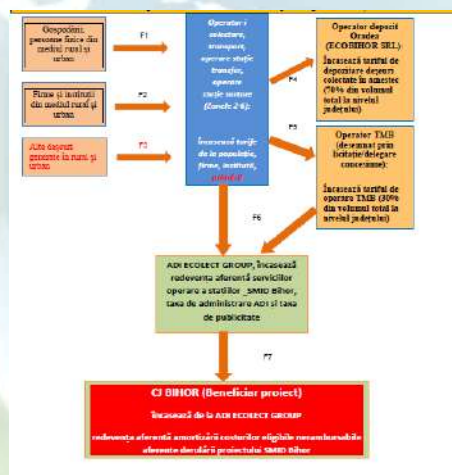 Gospodării,
persoane fizice din
mediul rural și
urban
F1
Firme și instituții
din mediul rural și
urban
F2
Alte deșeuri
generate în rural și
urban
F3
Operatori
colectare,
transport,
operare stație
transfer,
operare
stație sortare
(Zonele 2-6):
Încasează tarife
de la populație,
firme, instituții,
F4
F5
Operator depozit
Oradea
(ECOBIHOR SRL):
Încasează tariful de
depozitare deșeuri
colectate în amestec
(70% din volumul
total la nivelul
județului)
Operator TMB
(desemnat prin
licitație/delegare
concesiune):
Încasează tariful de
operare TMB (30%
din volumul total la
nivelul județului)
F6
ADI ECOLECT GROUP, încasează
redevența aferentă serviciilor
operare a stațiilor _SMID Bihor,
taxa de administrare ADI si taxa
de publicitate
F7
CJ BIHOR (Beneficiar proiect)
Încasează de la ADI ECOLECT GROUP
redevența aferentă amortizării costurilor eligibile nerambursabile
aferente derulării proiectului SMID Bihor